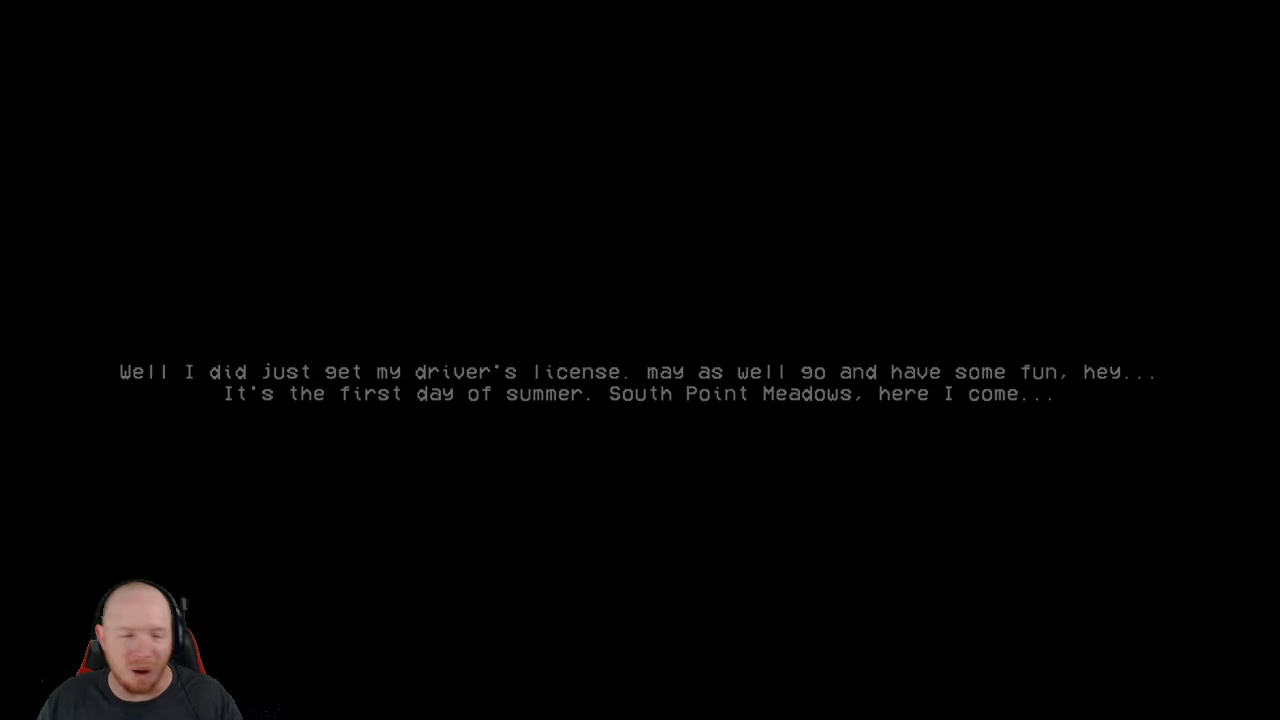 Well I did just get my driver's license. may as well go and have some fun, hey...
It's the first day of summer. South Point Meadows, here I come...